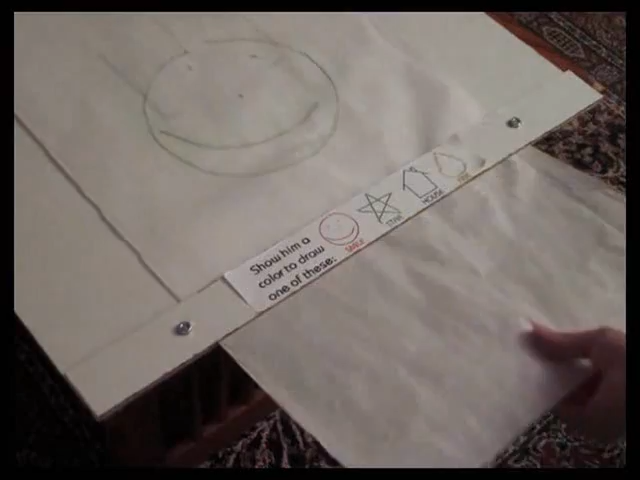 Show him a
color to draw
one of these:
SMILE
STAR
HOUSE